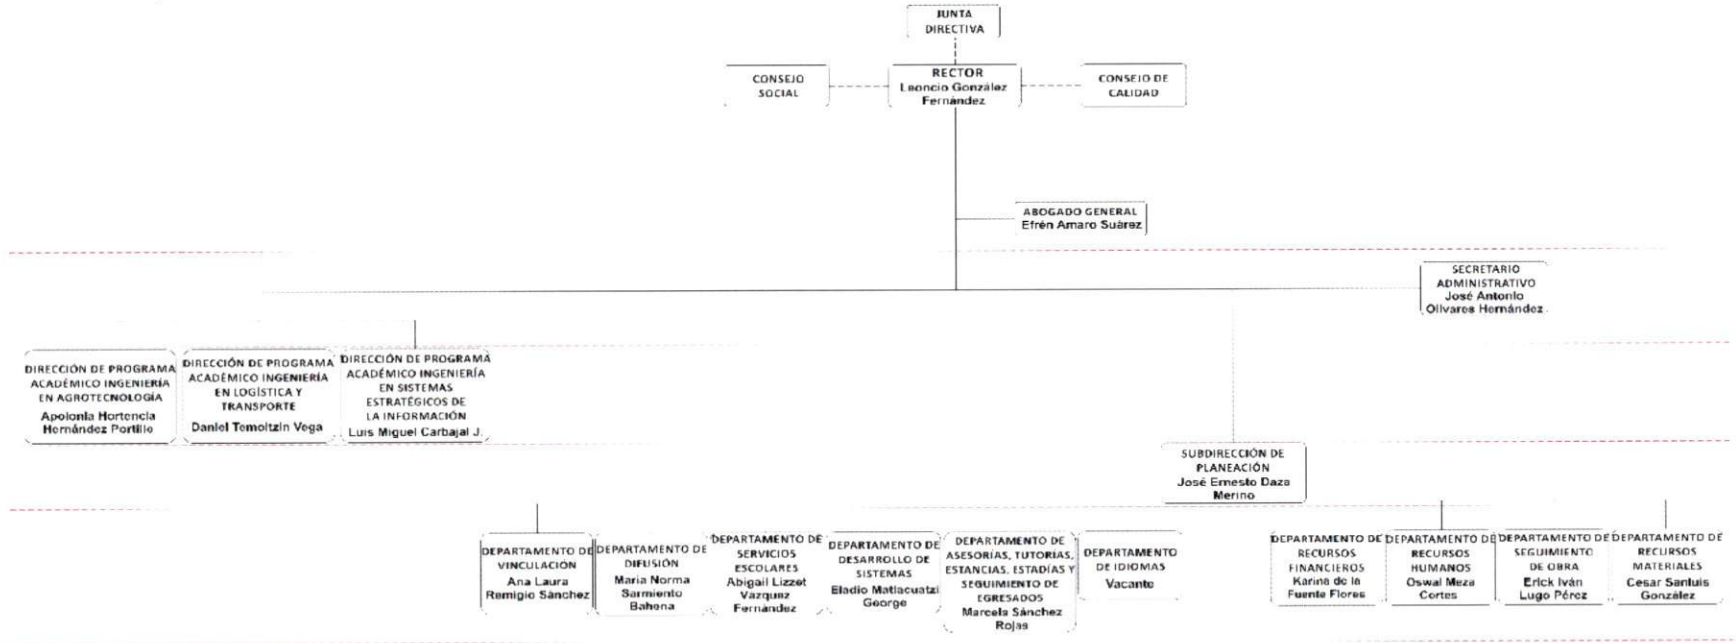 JUNTA
DIRECTIVA
CONSEJO
SOCIAL
RECTOR
Leoncio González
Fernández
CONSEJO DE
CALIDAD
ABOGADO GENERAL
Efrén Amaro Suárez
SECRETARIO
ADMINISTRATIVO
José Antonio
Olivares Hernández
DIRECCIÓN DE PROGRAMA
ACADÉMICO INGENIERÍA
EN AGROTECNOLOGÍA
Apolonia Hortencia
Hernández Portillo
DIRECCIÓN DE PROGRAMA
ACADÉMICO INGENIERÍA
EN LOGÍSTICA Y
TRANSPORTE
Daniel Temoltzin Vega
DIRECCIÓN DE PROGRAMA
ACADÉMICO INGENIERÍA
EN SISTEMAS
ESTRATÉGICOS DE
LA INFORMACIÓN
Luis Miguel Carbajal J.
SUBDIRECCIÓN DE
PLANEACIÓN
José Ernesto Daza
Merino
DEPARTAMENTO DE
VINCULACIÓN
Ana Laura
Remigio Sánchez
DEPARTAMENTO DE
DIFUSIÓN
Maria Norma
Sarmiento
Bahena
DEPARTAMENTO DE
SERVICIOS
ESCOLARES
Abigail Lizzet
Vazquez
Fernández
DEPARTAMENTO DE
DESARROLLO DE
SISTEMAS
Eladio Matlacuatzi
George
DEPARTAMENTO DE
ASESORÍAS, TUTORÍAS,
ESTANCIAS, ESTADÍAS Y
SEGUIMIENTO DE
EGRESADOS
Marcela Sánchez
Rojas
DEPARTAMENTO
DE IDIOMAS
Vacante
DEPARTAMENTO DE
RECURSOS
FINANCIEROS
Karina de la
Fuente Flores
DEPARTAMENTO DE
RECURSOS
HUMANOS
Oswal Meza
Cortes
DEPARTAMENTO DE
SEGUIMIENTO
DE OBRA
Erick Iván
Lugo Pérez
DEPARTAMENTO DE
RECURSOS
MATERIALES
Cesar Sanluis
González